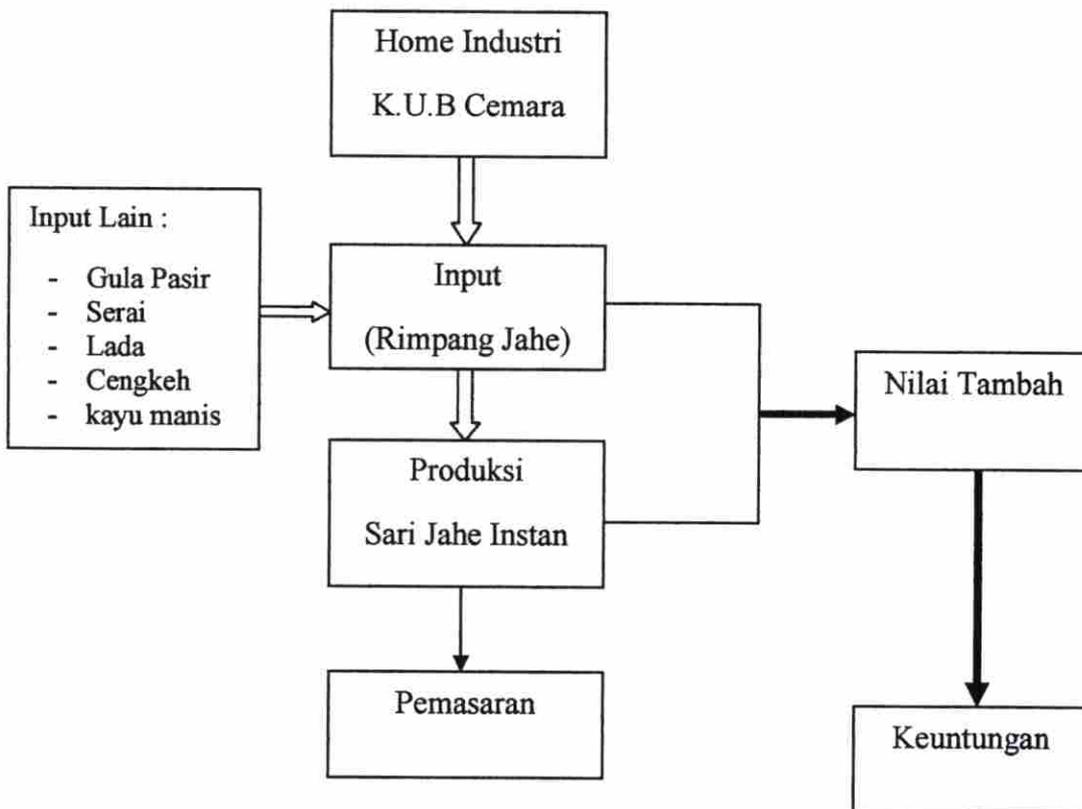 Home Industri
K.U.B Cemara
Input Lain :
- Gula Pasir
- Serai
- Lada
- Cengkeh
- kayu manis
Input
(Rimpang Jahe)
Nilai Tambah
Produksi
Sari Jahe Instan
Pemasaran
Keuntungan